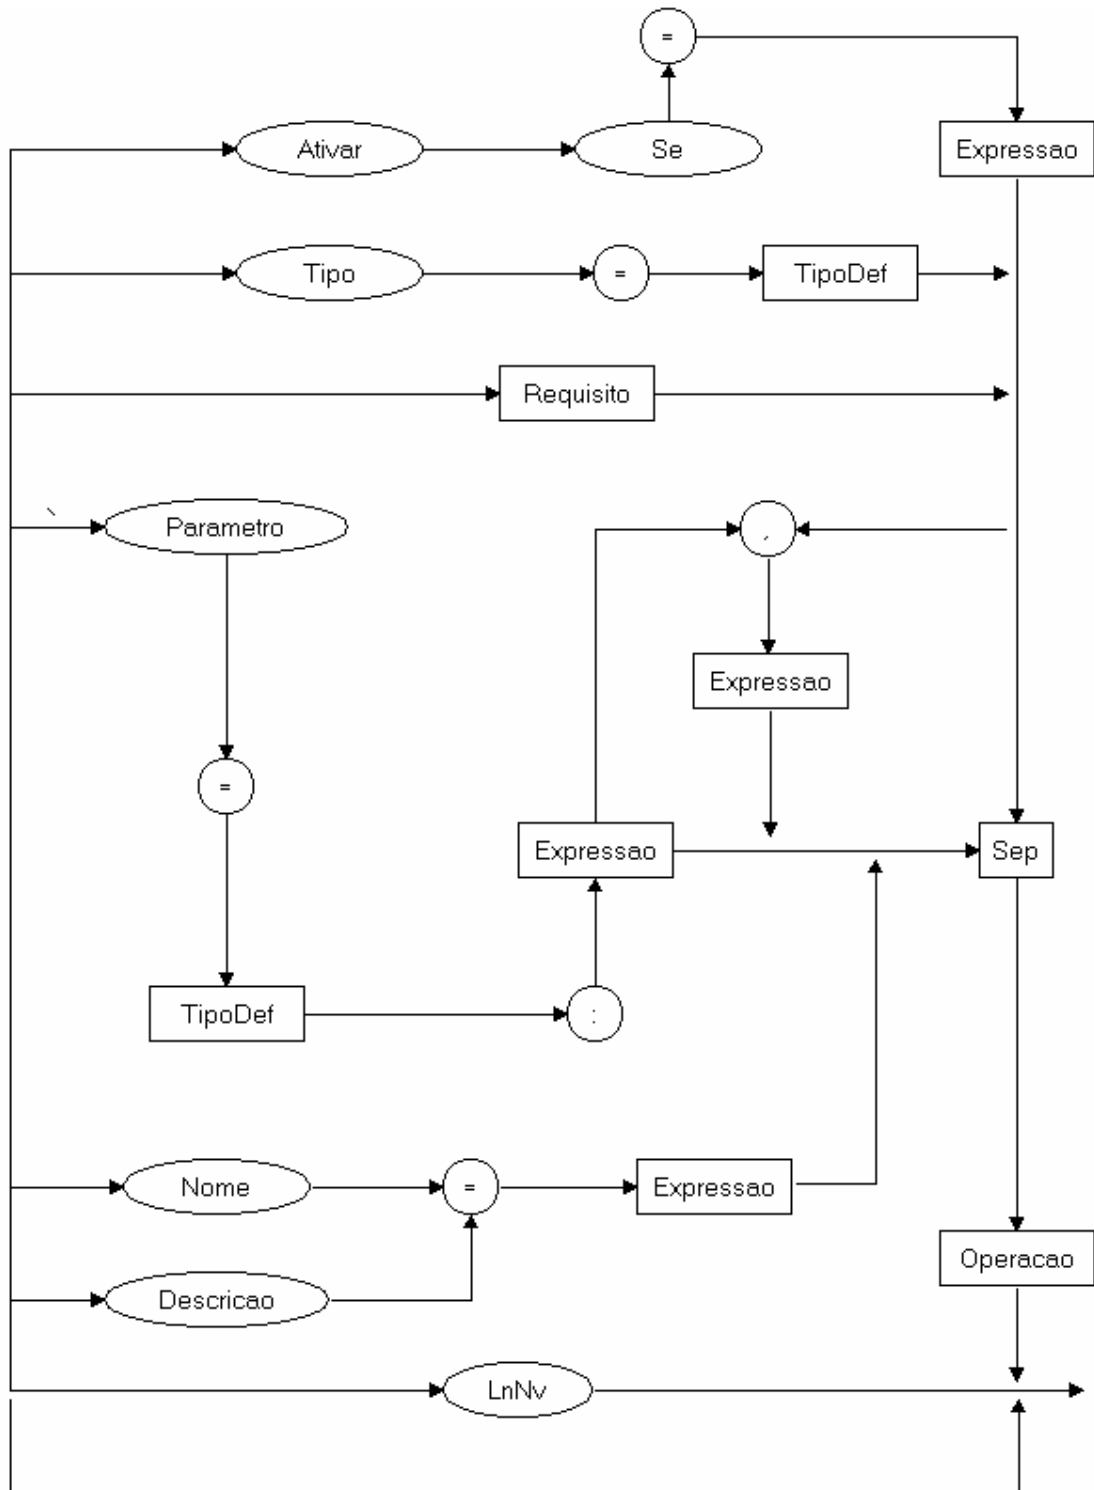 =
Ativar Se Expressao
Tipo = TipoDef
Requisito
Parametro ,
Expressao
=
Expressao Sep
TipoDef :
Nome = Expressao
Operacao
Descricao
LnNv